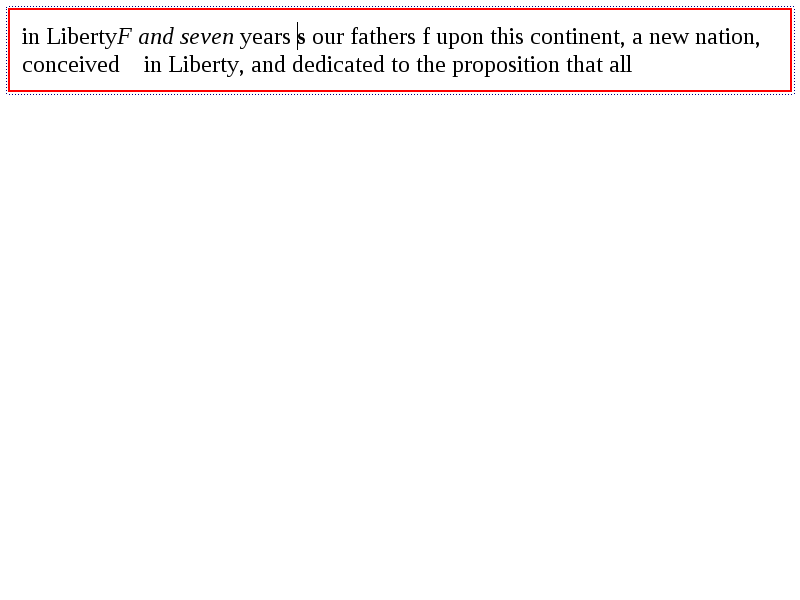 in LibertyF and seven years s our fathers f upon this continent, a new nation,
conceived    in Liberty, and dedicated to the proposition that all